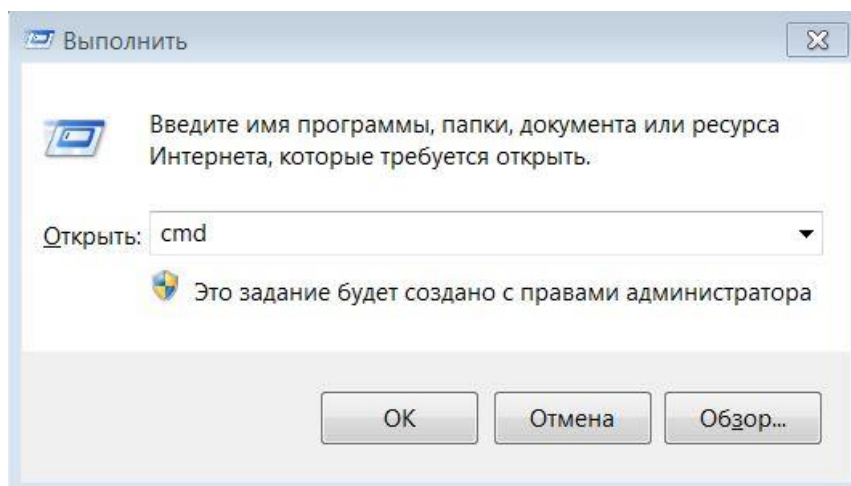 Выполнить
Введите имя программы, папки, документа или ресурса
Интернета, которые требуется открыть.
Открыть: cmd
Это задание будет создано с правами администратора
ОК Отмена Обзор...